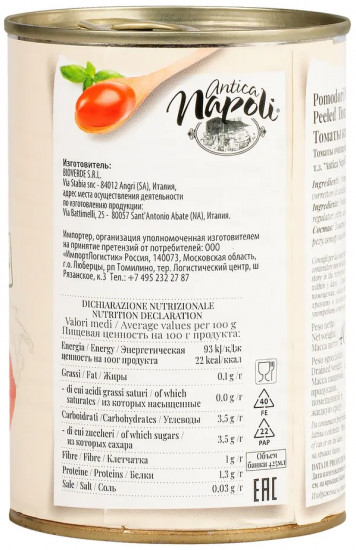 Antica
Napoli
Изготовитель:
BIOVERDE S.R.L.
Via Stabia snc - 84012 Angri (SA), Италия,
адрес места осуществления деятельности
по изготовлению продукции:
Via Battimelli, 25 - 80057 Sant'Antonio Abate (NA), Италия.
Импортер, организация уполномоченная изготовителем
на принятие претензий от потребителей: ООО
«ИмпортЛогистик» Россия, 140073, Московская область,
г.о. Люберцы, рп Томилино, тер. Логистический центр, ш
Рязанское, к.3 Тел.: +7 495 232 27 87
DICHIARAZIONE NUTRIZIONALE
NUTRITION DECLARATION
Valori medi / Average values per 100 g
Пищевая ценность на 100 г продукта:
Energia / Energy / Энергетическая
ценность на 100г продукта
93 kJ/кДж
22 kcal/ккал
Grassi / Fat / Жиры 0.1 g/г
- di cui acidi grassi saturi / of which
saturates / из которых насыщенные 0.0 g/г
Carboidrati / Carbohydrates / Углеводы 3.5 g/г
- di cui zuccheri / of which sugars /
из которых сахара 3.5 g/г
Fibre / Fibre / Клетчатка 1 g/г
Proteine / Proteins / Белки 1.3 g/г
Sale / Salt / Соль 0.03 g/г
40
FE
22
PAP
Объем
банки 425мл
EAC
Pomodori
Peeled Tom
Томаты